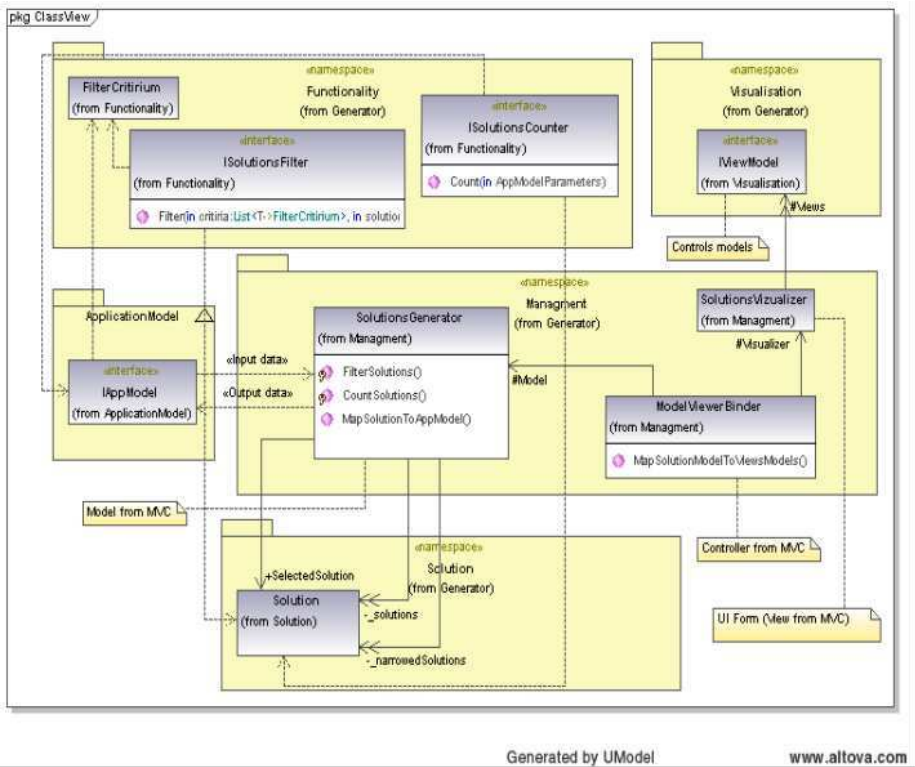 pkg ClassView
«namespace»
Functionality
(from Generator)
FilterCritirium
(from Functionality)
«interface»
ISolutionsFilter
(from Functionality)
Filter(in critiria:List<T->FilterCritirium>, in solution
«interface»
ISolutionsCounter
(from Functionality)
Count(in AppModelParameters)
«namespace»
Visualisation
(from Generator)
«interface»
IViewModel
(from Visualisation)
#Views
Controls models
«namespace»
Managment
(from Generator)
SolutionsGenerator
(from Managment)
FilterSolutions()
CountSolutions()
MapSolutionToAppModel()
SolutionsVizualizer
(from Managment)
#Visualizer
#Model
ModelViewerBinder
(from Managment)
MapSolutionModelToViewsModels()
ApplicationModel
«interface»
IAppModel
(from ApplicationModel)
«Input data»
«Output data»
Model from MVC
Controller from MVC
UI Form (View from MVC)
«namespace»
Solution
(from Generator)
+SelectedSolution
Solution
(from Solution)
-_solutions
-_narrowedSolutions
Generated by UModel
www.altova.com